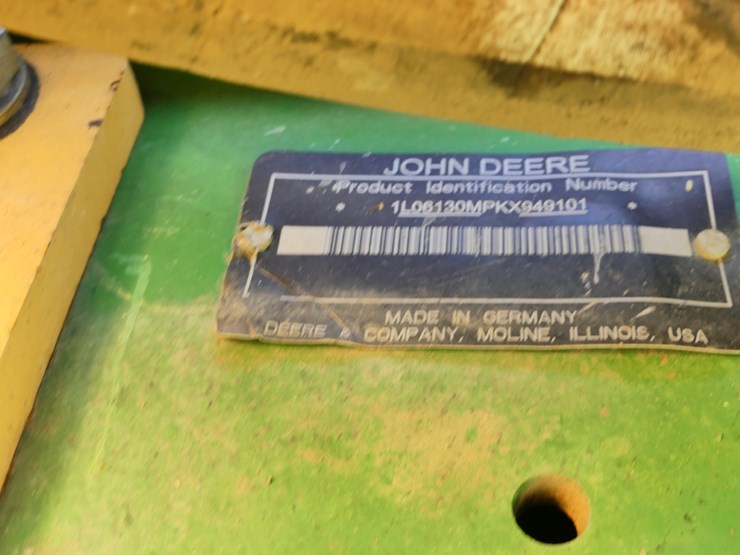 JOHN DEERE
Product Identification Number
* 1L06130MPKX949101 *
MADE IN GERMANY
DEERE & COMPANY, MOLINE, ILLINOIS, USA